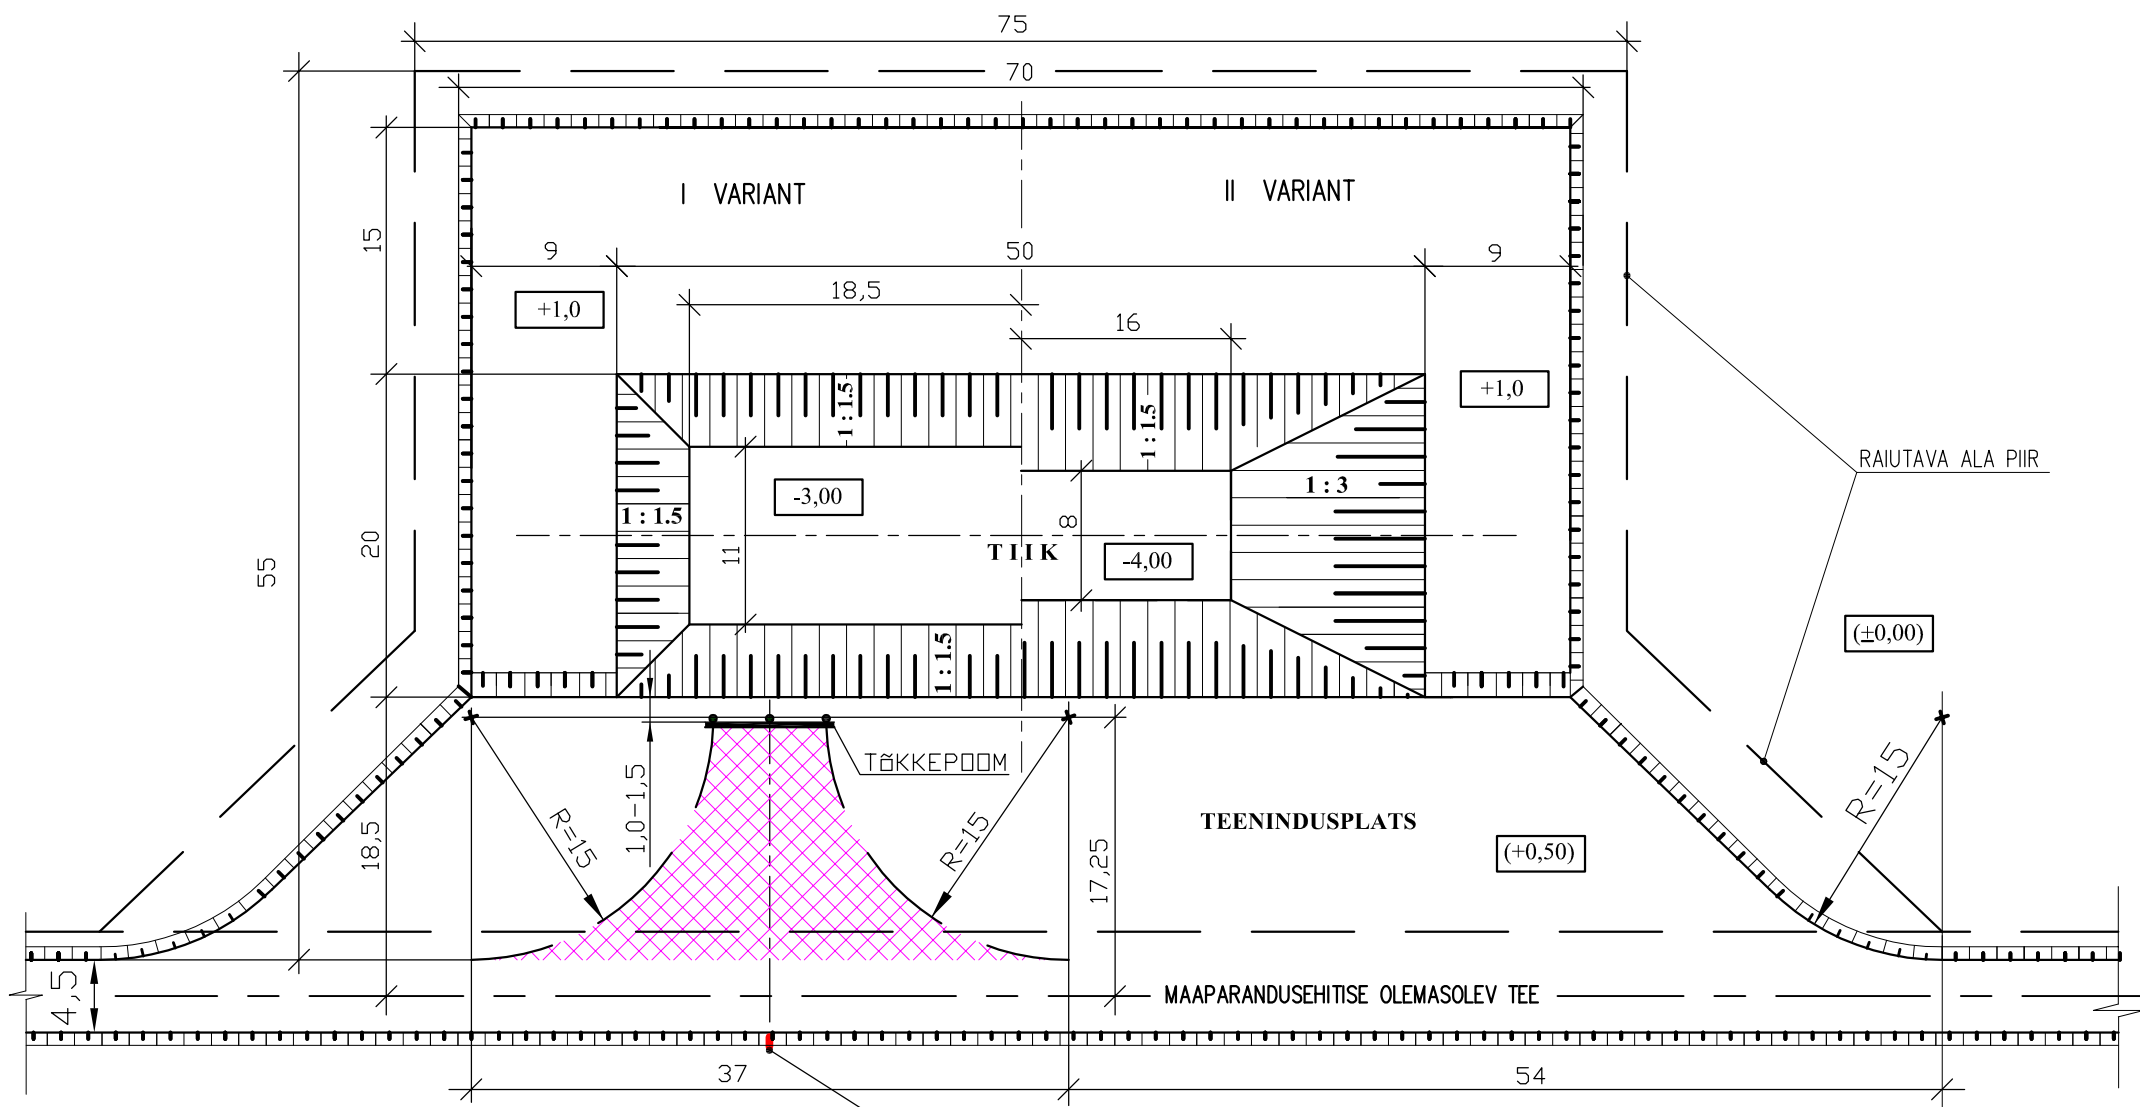 75
70
I VARIANT
II VARIANT
15
9
50
9
18,5
+1,0
16
+1,0
1 : 1.5
1 : 1.5
RAIUTAVA ALA PIIR
-3,00
1 : 3
1 : 1.5
8
20
11
TIIK
-4,00
55
(±0,00)
1 : 1.5
TÕKKEPOOM
R=15
1,0-1,5
R=15
R=15
TEENINDUSPLATS
18,5
17,25
(+0,50)
4,5
MAAPARANDUSEHITISE OLEMASOLEV TEE
37
54